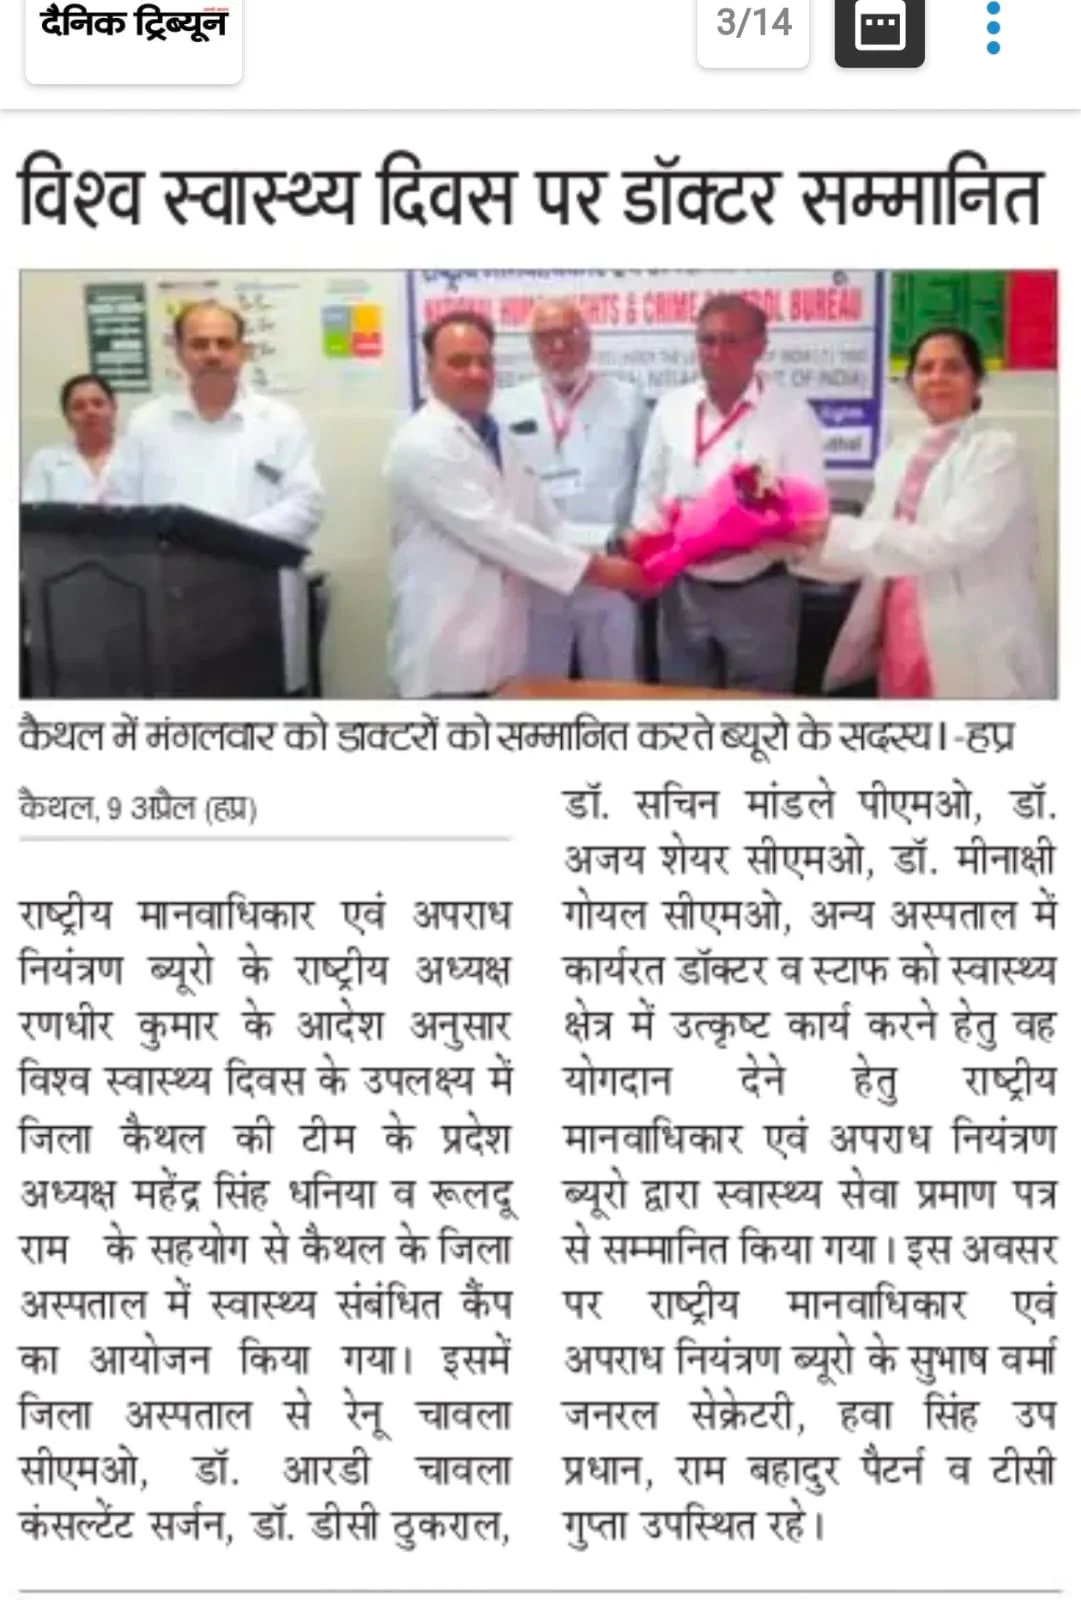 दैनिक ट्रिब्यून
3/14
विश्व स्वास्थ्य दिवस पर डॉक्टर सम्मानित
NATIONAL HUMAN RIGHTS & CRIME CONTROL BUREAU
OF INDIA)
कैथल में मंगलवार को डाक्टरों को सम्मानित करते ब्यूरो के सदस्य।-हप्र
कैथल, 9 अप्रैल (हप्र)
राष्ट्रीय मानवाधिकार एवं अपराध
नियंत्रण ब्यूरो के राष्ट्रीय अध्यक्ष
रणधीर कुमार के आदेश अनुसार
विश्व स्वास्थ्य दिवस के उपलक्ष्य में
जिला कैथल की टीम के प्रदेश
अध्यक्ष महेंद्र सिंह धनिया व रूलदू
राम के सहयोग से कैथल के जिला
अस्पताल में स्वास्थ्य संबंधित कैंप
का आयोजन किया गया। इसमें
जिला अस्पताल से रेनू चावला
सीएमओ, डॉ. आरडी चावला
कंसल्टेंट सर्जन, डॉ. डीसी ठुकराल,
डॉ. सचिन मांडले पीएमओ, डॉ.
अजय शेयर सीएमओ, डॉ. मीनाक्षी
गोयल सीएमओ, अन्य अस्पताल में
कार्यरत डॉक्टर व स्टाफ को स्वास्थ्य
क्षेत्र में उत्कृष्ट कार्य करने हेतु वह
योगदान देने हेतु राष्ट्रीय
मानवाधिकार एवं अपराध नियंत्रण
ब्यूरो द्वारा स्वास्थ्य सेवा प्रमाण पत्र
से सम्मानित किया गया। इस अवसर
पर राष्ट्रीय मानवाधिकार एवं
अपराध नियंत्रण ब्यूरो के सुभाष वर्मा
जनरल सेक्रेटरी, हवा सिंह उप
प्रधान, राम बहादुर पैटर्न व टीसी
गुप्ता उपस्थित रहे।